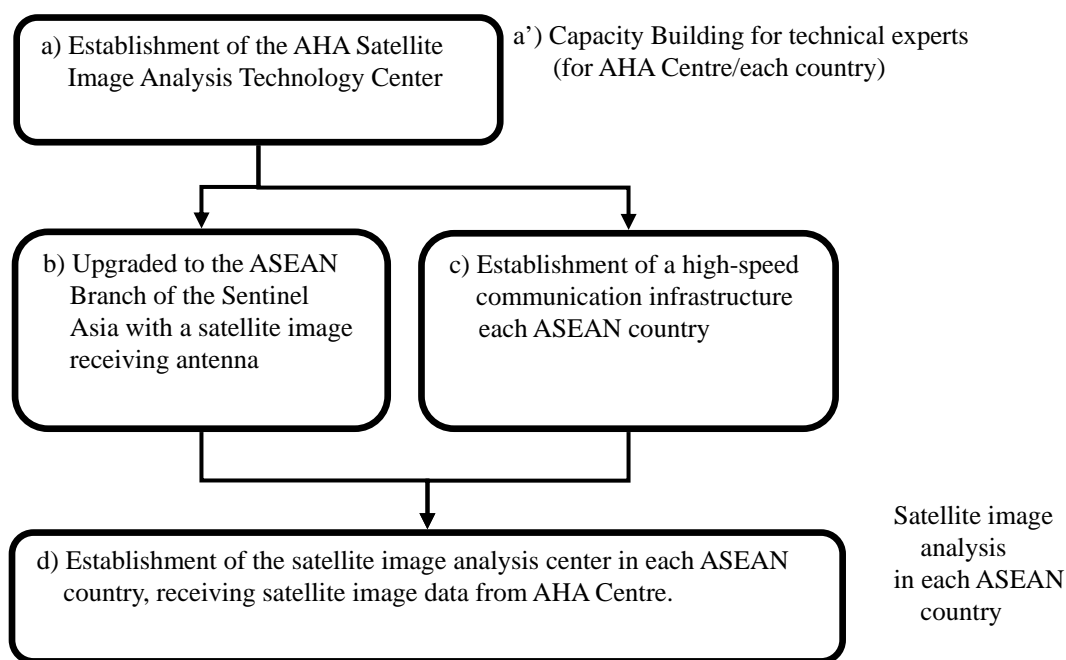 a) Establishment of the AHA Satellite
Image Analysis Technology Center
a’) Capacity Building for technical experts
(for AHA Centre/each country)
b) Upgraded to the ASEAN
Branch of the Sentinel
Asia with a satellite image
receiving antenna
c) Establishment of a high-speed
communication infrastructure
each ASEAN country
d) Establishment of the satellite image analysis center in each ASEAN
country, receiving satellite image data from AHA Centre.
Satellite image
analysis
in each ASEAN
country